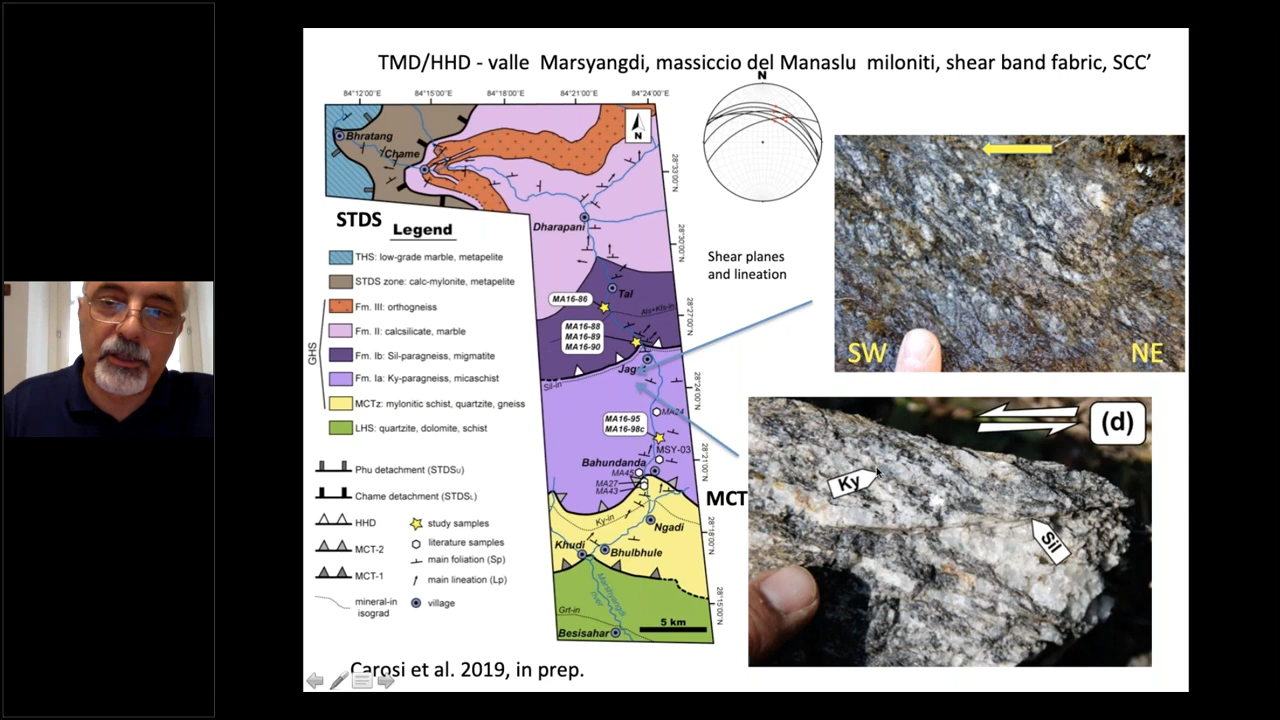 TMD/HHD - valle Marsyangdi, massiccio del Manaslu miloniti, shear band fabric, SCC’
84°12'00"E 84°15'00"E 84°18'00"E 84°21'00"E 84°24'00"E
N
N
Bhratang
Chame
28°33'00"N
STDS
Legend
Dharapani
28°30'00"N
THS: low-grade marble, metapelite
STDS zone: calc-mylonite, metapelite
Fm. III: orthogneiss
Fm. II: calcsilicate, marble
Fm. Ib: Sil-paragneiss, migmatite
Fm. Ia: Ky-paragneiss, micaschist
GHS
MCTz: mylonitic schist, quartzite, gneiss
LHS: quartzite, dolomite, schist
Phu detachment (STDSU)
Chame detachment (STDSL)
HHD
MCT-2
MCT-1
mineral-in
isograd
study samples
literature samples
main foliation (Sp)
main lineation (Lp)
village
Tal
MA16-86
Als+Kfs-in
28°27'00"N
MA16-88
MA16-89
MA16-90
Sil-in
28°24'00"N
MA24
MA16-95
MA16-98c
MSY-03
28°21'00"N
Bahundanda
MA45
MA27
MA43
MCT
Ky-in
Ngadi
28°18'00"N
Khudi
Bhulbhule
Marshyangdi
river
28°15'00"N
Grt-in
5 km
Besisahar
Shear planes
and lineation
SW NE
(d)
Ky
Sil
Carosi et al. 2019, in prep.